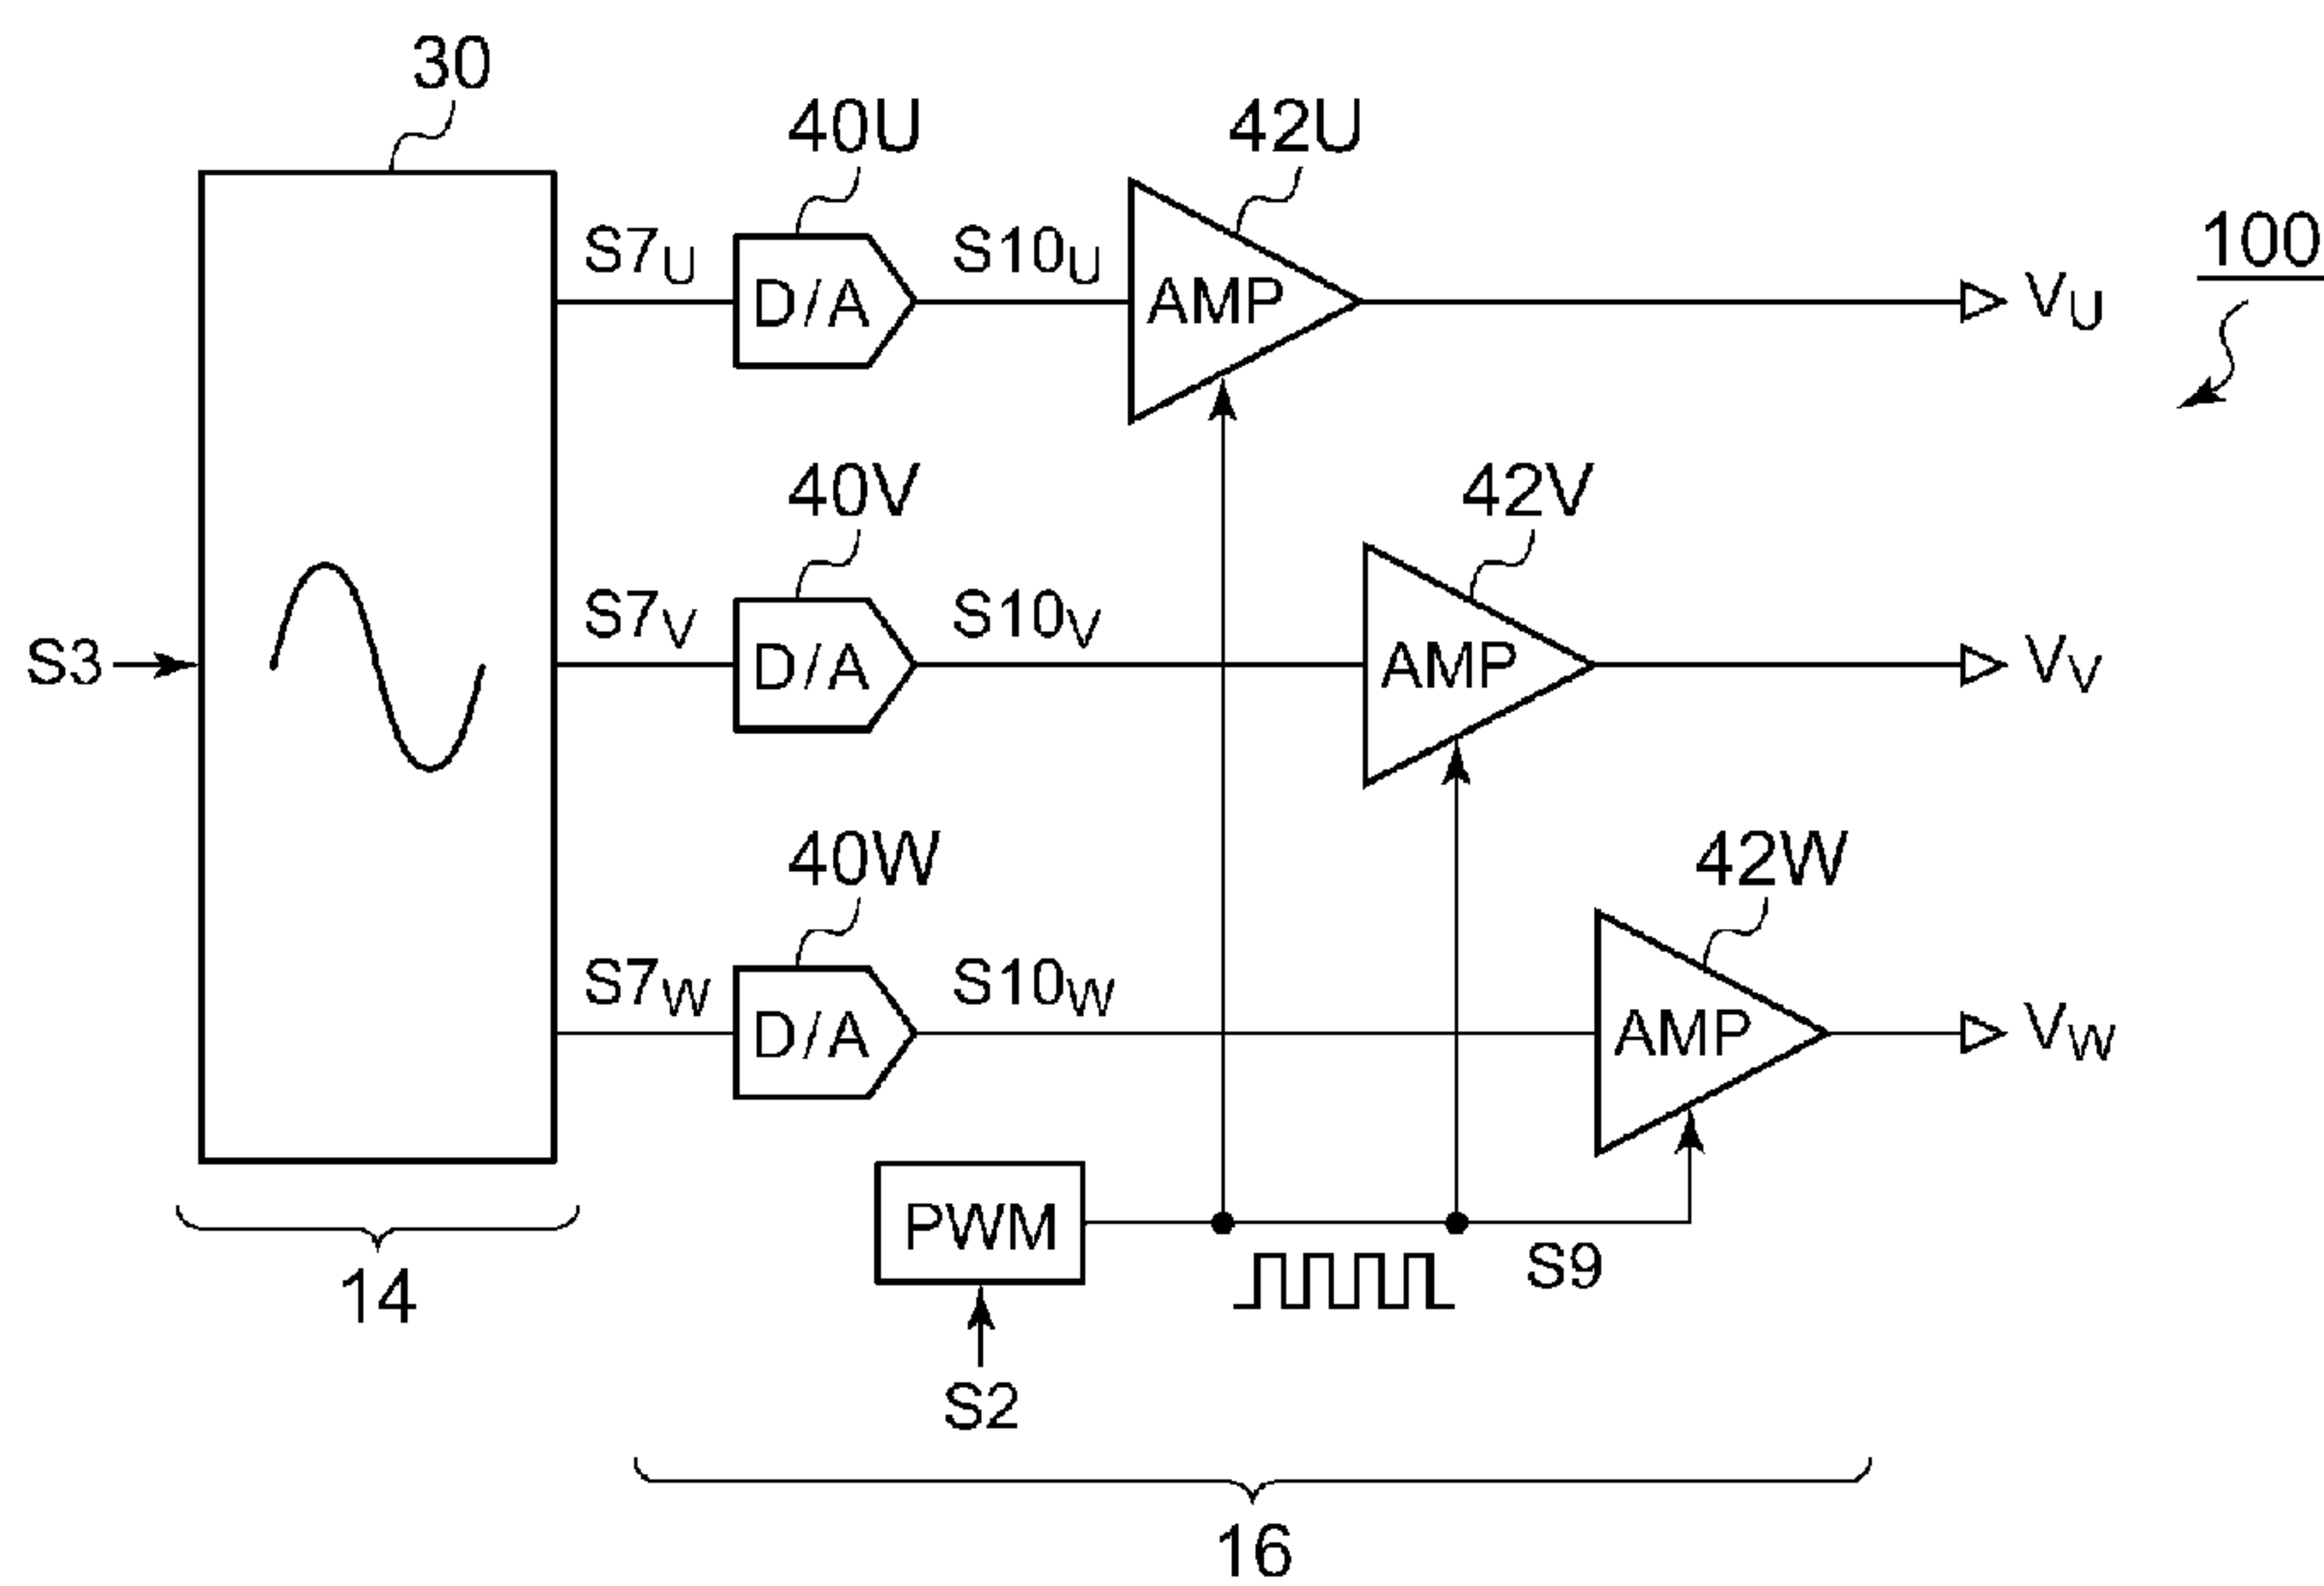 30
40U
42U
100
S7U
S10U
D/A
AMP
VU
40V
42V
S7V
S10V
D/A
AMP
VV
S3
40W
42W
S7W
S10W
D/A
AMP
VW
PWM
S9
14
S2
16